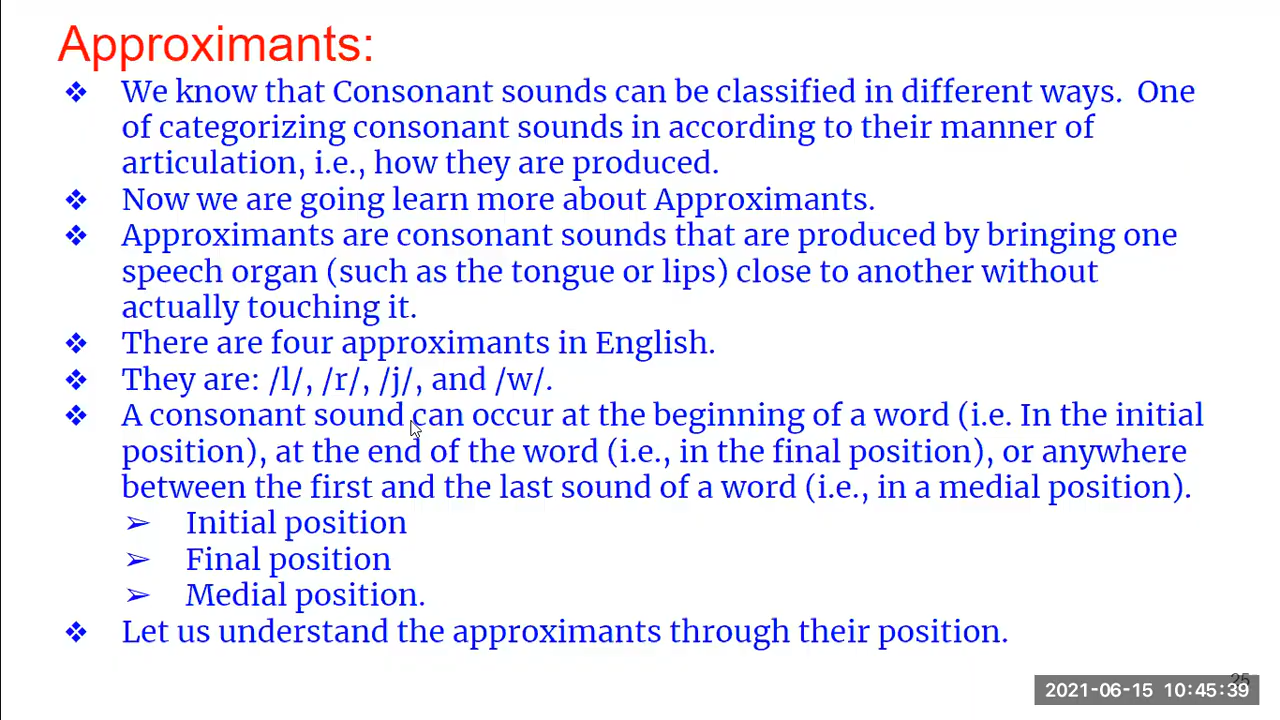 Approximants:
❖ We know that Consonant sounds can be classified in different ways.  One
of categorizing consonant sounds in according to their manner of
articulation, i.e., how they are produced.
❖ Now we are going learn more about Approximants.
❖ Approximants are consonant sounds that are produced by bringing one
speech organ (such as the tongue or lips) close to another without
actually touching it.
❖ There are four approximants in English.
❖ They are: /l/, /r/, /j/, and /w/.
❖ A consonant sound can occur at the beginning of a word (i.e. In the initial
position), at the end of the word (i.e., in the final position), or anywhere
between the first and the last sound of a word (i.e., in a medial position).
➢ Initial position
➢ Final position
➢ Medial position.
❖ Let us understand the approximants through their position.
25
2021-06-15 10:45:39